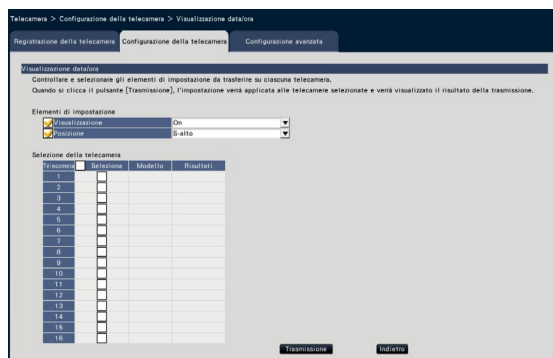 Telecamera > Configurazione della telecamera > Visualizzazione data/ora
Registrazione della telecamera Configurazione della telecamera Configurazione avanzata
Visualizzazione data/ora
Controllare e selezionare gli elementi di impostazione da trasferire su ciascuna telecamera.
Quando si clicca il pulsante [Trasmissione], l'impostazione verrà applicata alle telecamere selezionate e verrà visualizzato il risultato della trasmissione.
Elementi di impostazione
Visualizzazione On
Posizione S-alto
Selezione della telecamera
Telecamera Seleziona Modello Risultati
1
2
3
4
5
6
7
8
9
10
11
12
13
14
15
16
Trasmissione Indietro